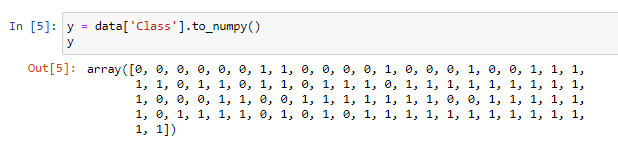 In [5]: y = data['Class'].to_numpy()
y
Out[5]: array([0, 0, 0, 0, 0, 0, 1, 1, 0, 0, 0, 0, 1, 0, 0, 0, 1, 0, 0, 1, 1, 1,
1, 1, 0, 1, 1, 0, 1, 1, 0, 1, 1, 1, 0, 1, 1, 1, 1, 1, 1, 1, 1, 1,
1, 0, 0, 0, 1, 1, 0, 0, 1, 1, 1, 1, 1, 1, 1, 0, 0, 1, 1, 1, 1, 1,
1, 0, 1, 1, 1, 1, 0, 1, 0, 1, 0, 1, 1, 1, 1, 1, 1, 1, 1, 1, 1, 1,
1, 1])